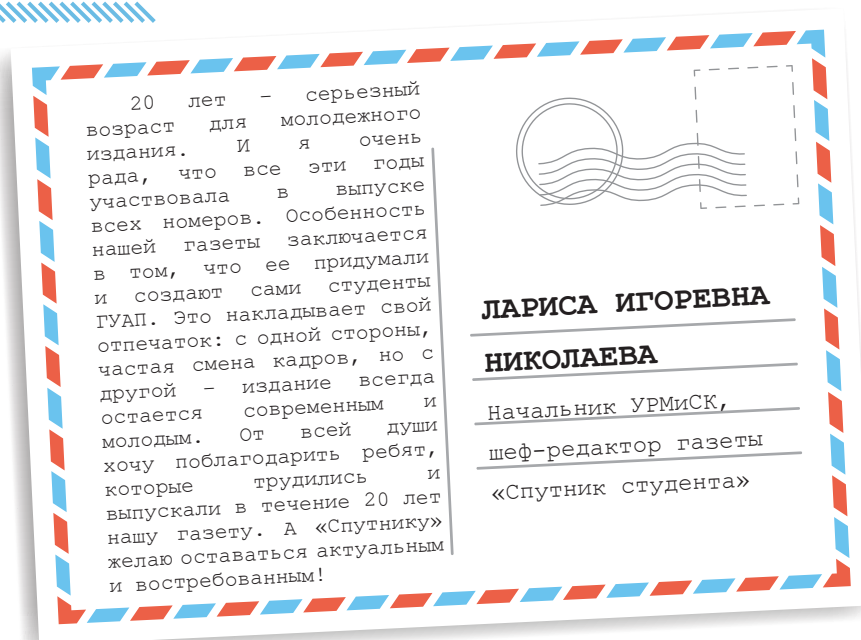 20 лет – серьезный
возраст для молодежного
издания. И я очень
рада, что все эти годы
участвовала в выпуске
всех номеров. Особенность
нашей газеты заключается
в том, что ее придумали
и создают сами студенты
ГУАП. Это накладывает свой
отпечаток: с одной стороны,
частая смена кадров, но с
другой – издание всегда
остается современным и
молодым. От всей души
хочу поблагодарить ребят,
которые трудились и
выпускали в течение 20 лет
нашу газету. А «Спутнику»
желаю оставаться актуальным
и востребованным!
ЛАРИСА ИГОРЕВНА
НИКОЛАЕВА
Начальник УРМиСК,
шеф-редактор газеты
«Спутник студента»